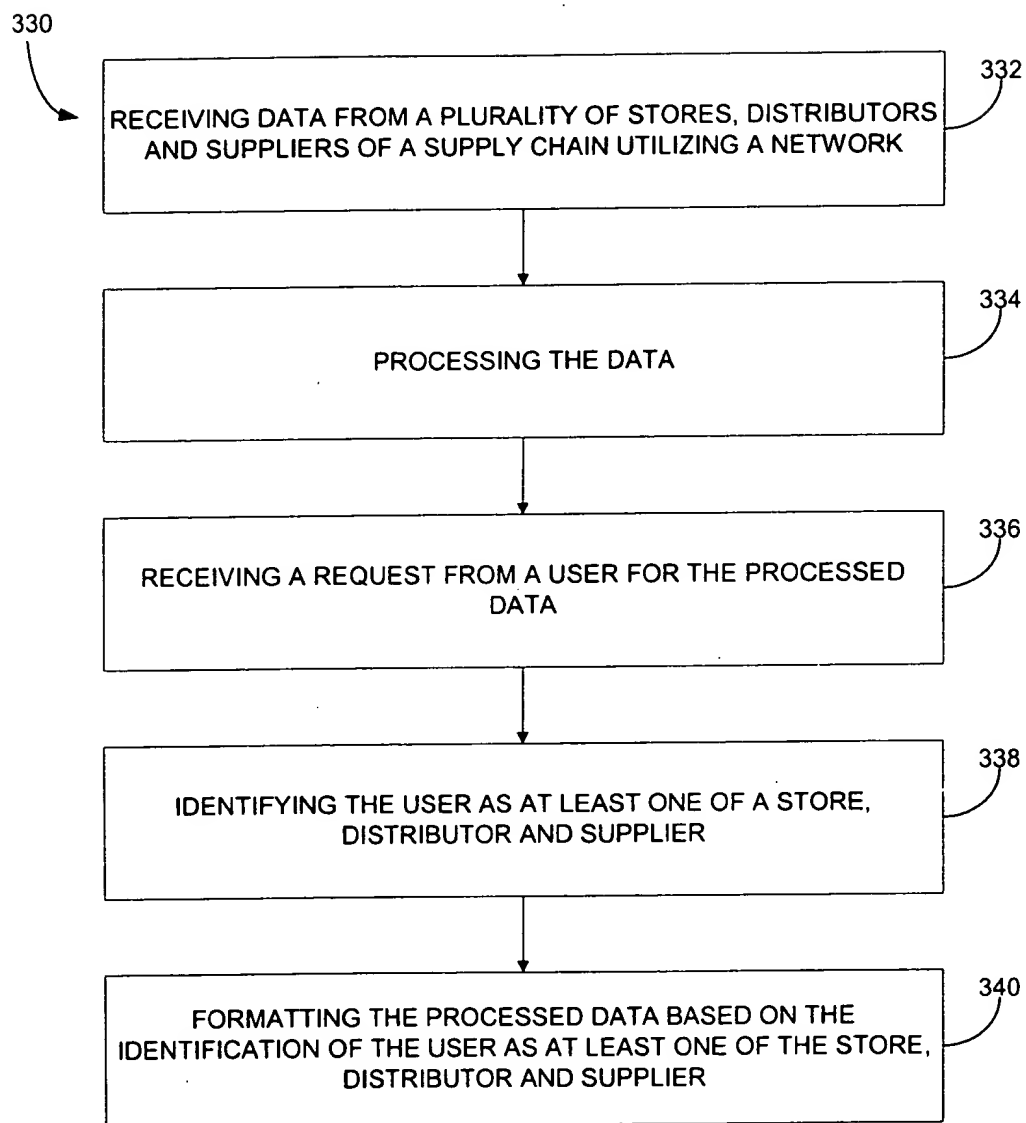 330
332
RECEIVING DATA FROM A PLURALITY OF STORES, DISTRIBUTORS
AND SUPPLIERS OF A SUPPLY CHAIN UTILIZING A NETWORK
334
PROCESSING THE DATA
336
RECEIVING A REQUEST FROM A USER FOR THE PROCESSED
DATA
338
IDENTIFYING THE USER AS AT LEAST ONE OF A STORE,
DISTRIBUTOR AND SUPPLIER
340
FORMATTING THE PROCESSED DATA BASED ON THE
IDENTIFICATION OF THE USER AS AT LEAST ONE OF THE STORE,
DISTRIBUTOR AND SUPPLIER